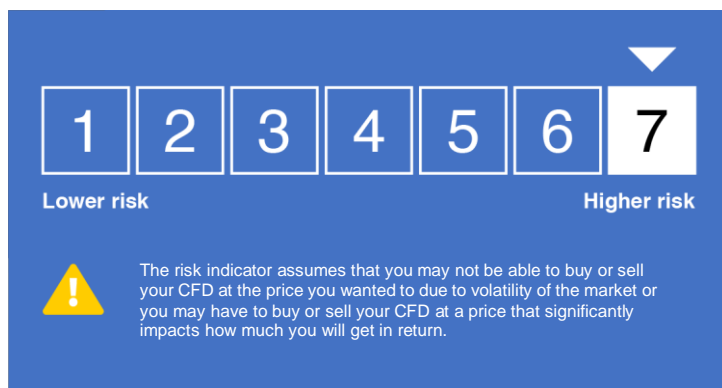 1 2 3 4 5 6 7
Lower risk Higher risk
The risk indicator assumes that you may not be able to buy or sell
your CFD at the price you wanted to due to volatility of the market or
you may have to buy or sell your CFD at a price that significantly
impacts how much you will get in return.